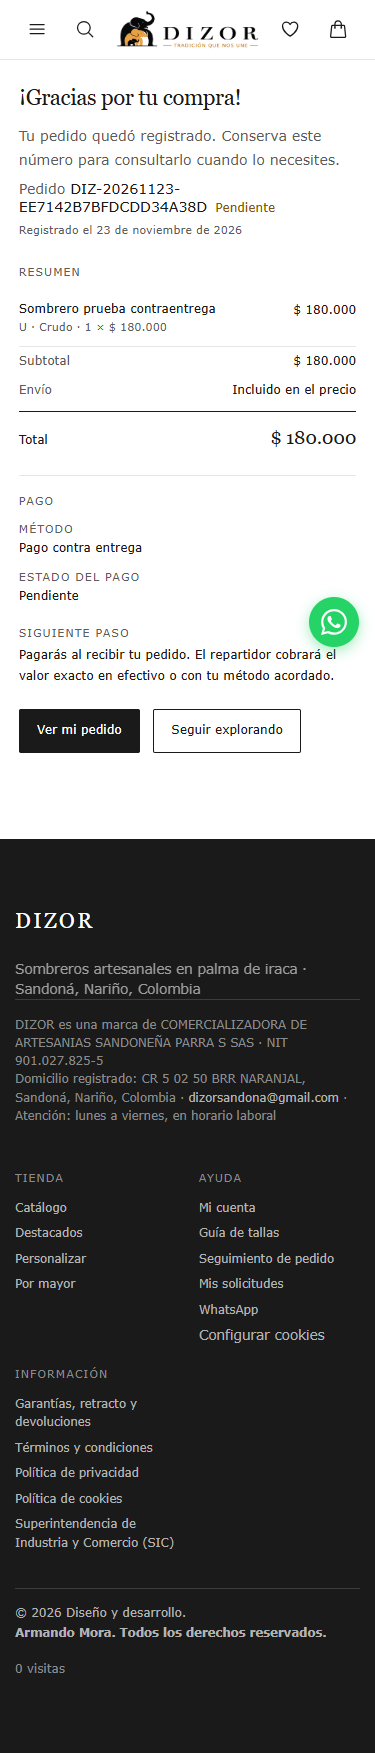 DIZOR
TRADICIÓN QUE NOS UNE
¡Gracias por tu compra!
Tu pedido quedó registrado. Conserva este
número para consultarlo cuando lo necesites.
Pedido DIZ-20261123-
EE7142B7BFDCDD34A38D Pendiente
Registrado el 23 de noviembre de 2026
RESUMEN
Sombrero prueba contraentrega $ 180.000
U · Crudo · 1 × $ 180.000
Subtotal $ 180.000
Envío Incluido en el precio
Total $ 180.000
PAGO
MÉTODO
Pago contra entrega
ESTADO DEL PAGO
Pendiente
SIGUIENTE PASO
Pagarás al recibir tu pedido. El repartidor cobrará el
valor exacto en efectivo o con tu método acordado.
Ver mi pedido Seguir explorando
DIZOR
Sombreros artesanales en palma de iraca ·
Sandoná, Nariño, Colombia
DIZOR es una marca de COMERCIALIZADORA DE
ARTESANIAS SANDONEÑA PARRA S SAS · NIT
901.027.825-5
Domicilio registrado: CR 5 02 50 BRR NARANJAL,
Sandoná, Nariño, Colombia · dizorsandona@gmail.com ·
Atención: lunes a viernes, en horario laboral
TIENDA
Catálogo
Destacados
Personalizar
Por mayor
AYUDA
Mi cuenta
Guía de tallas
Seguimiento de pedido
Mis solicitudes
WhatsApp
Configurar cookies
INFORMACIÓN
Garantías, retracto y
devoluciones
Términos y condiciones
Política de privacidad
Política de cookies
Superintendencia de
Industria y Comercio (SIC)
© 2026 Diseño y desarrollo.
Armando Mora. Todos los derechos reservados.
0 visitas